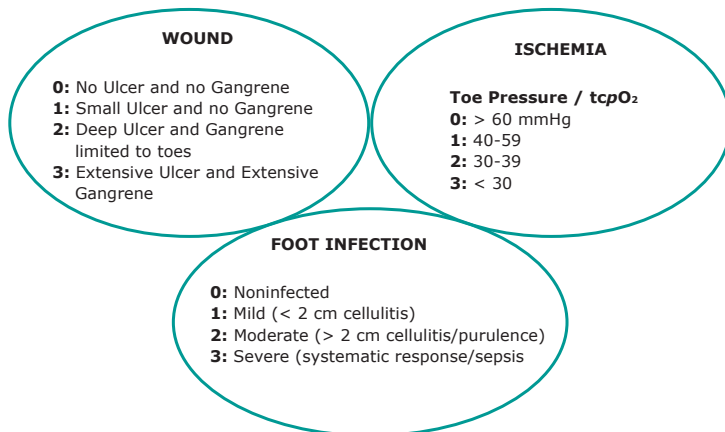 WOUND
0: No Ulcer and no Gangrene
1: Small Ulcer and no Gangrene
2: Deep Ulcer and Gangrene
limited to toes
3: Extensive Ulcer and Extensive
Gangrene
ISCHEMIA
Toe Pressure / tcpO₂
0: > 60 mmHg
1: 40-59
2: 30-39
3: < 30
FOOT INFECTION
0: Noninfected
1: Mild (< 2 cm cellulitis)
2: Moderate (> 2 cm cellulitis/purulence)
3: Severe (systematic response/sepsis